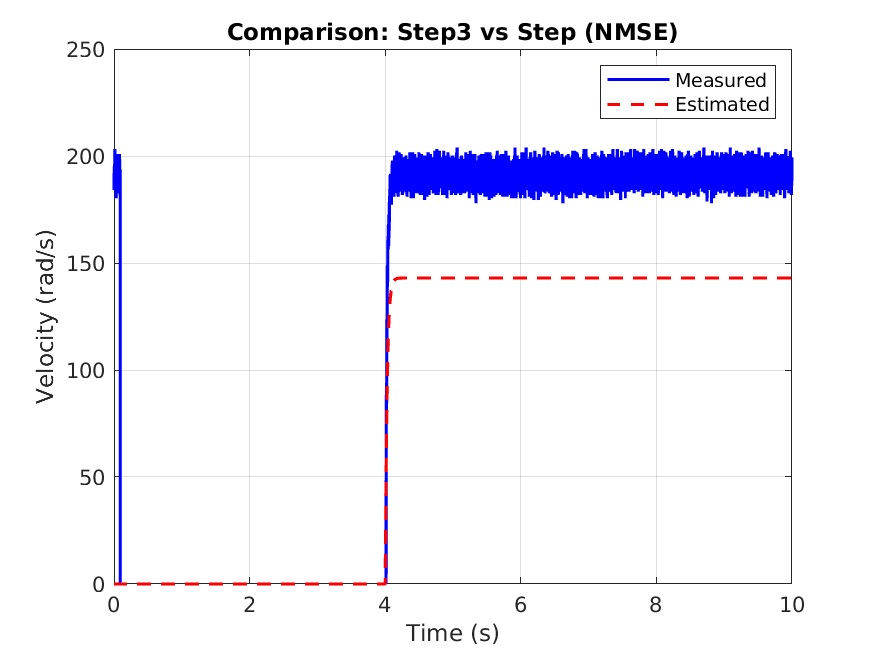 Comparison: Step3 vs Step (NMSE)
Measured
Estimated
Velocity (rad/s)
250
200
150
100
50
0
0 2 4 6 8 10
Time (s)